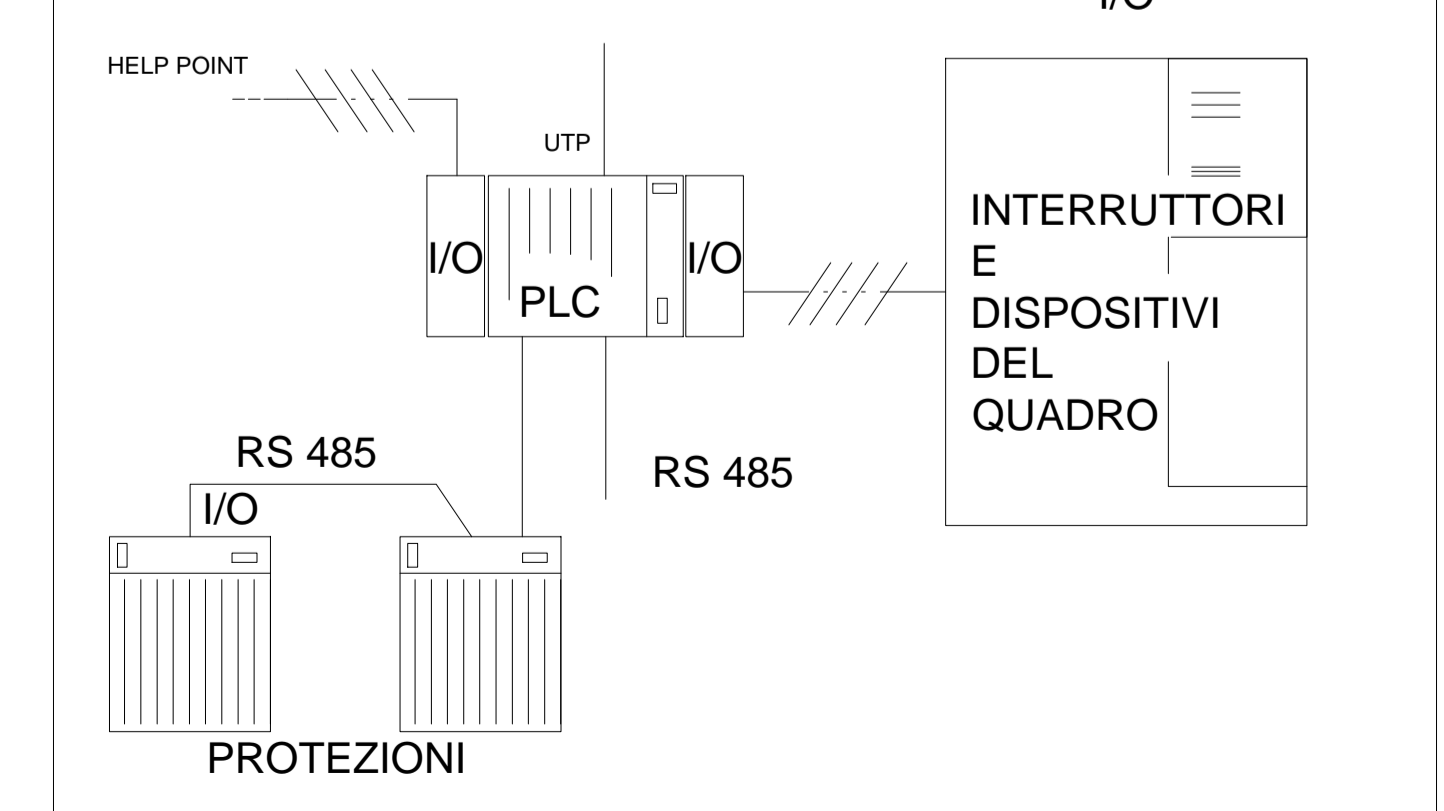 I/O
HELP POINT
UTP
I/O
PLC
I/O
INTERRUTTORI
E
DISPOSITIVI
DEL
QUADRO
RS 485
I/O
RS 485
PROTEZIONI